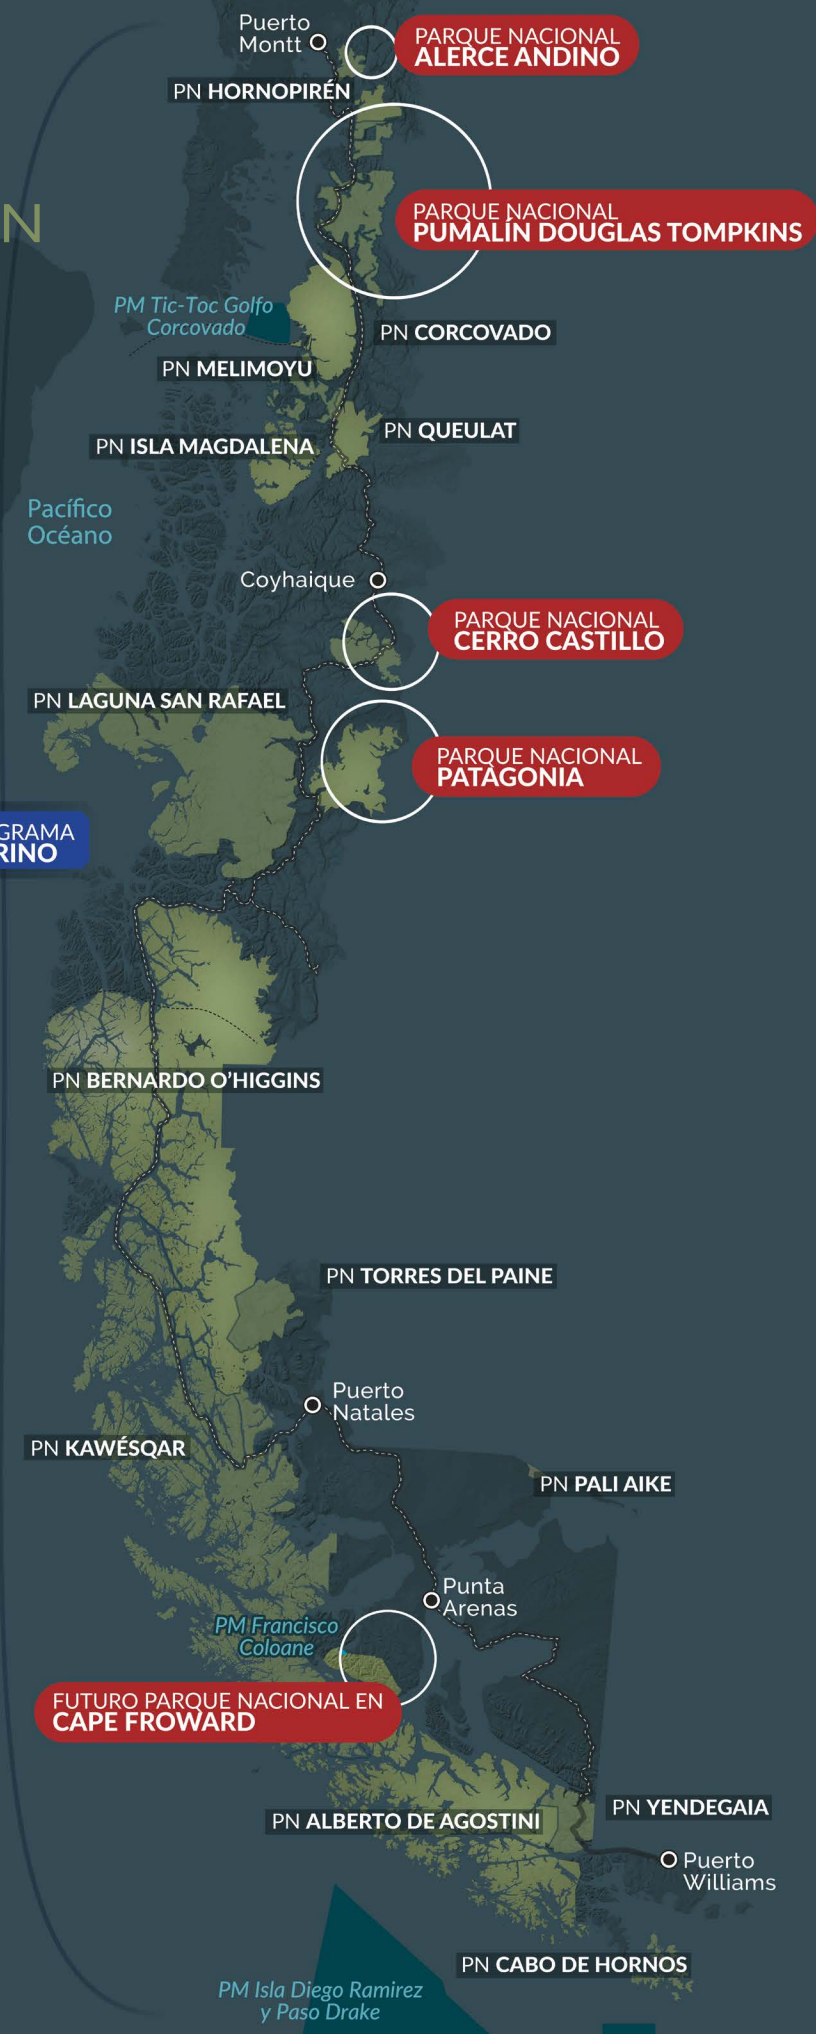 Puerto
Montt
PARQUE NACIONAL
ALERCE ANDINO
PN HORNOPIRÉN
N
PARQUE NACIONAL
PUMALÍN DOUGLAS TOMPKINS
PM Tic-Toc Golfo
Corcovado
PN CORCOVADO
PN MELIMOYU
PN QUEULAT
PN ISLA MAGDALENA
Pacífico
Océano
Coyhaique
PARQUE NACIONAL
CERRO CASTILLO
PN LAGUNA SAN RAFAEL
PARQUE NACIONAL
PATAGONIA
GRAMA
RINO
PN BERNARDO O'HIGGINS
PN TORRES DEL PAINE
Puerto
Natales
PN KAWÉSQAR
PN PALI AIKE
Punta
Arenas
PM Francisco
Coloane
FUTURO PARQUE NACIONAL EN
CAPE FROWARD
PN YENDEGAIA
PN ALBERTO DE AGOSTINI
Puerto
Williams
PN CABO DE HORNOS
PM Isla Diego Ramirez
y Paso Drake